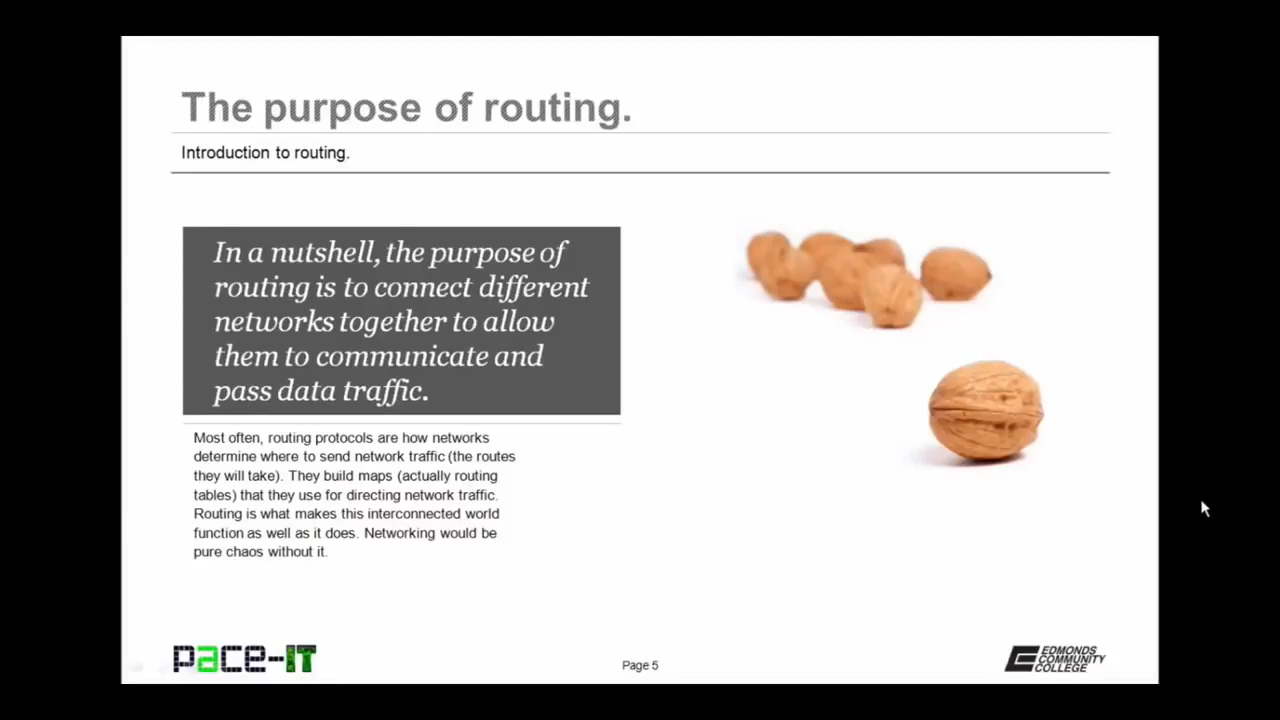 The purpose of routing.
Introduction to routing.
In a nutshell, the purpose of
routing is to connect different
networks together to allow
them to communicate and
pass data traffic.
Most often, routing protocols are how networks
determine where to send network traffic (the routes
they will take). They build maps (actually routing
tables) that they use for directing network traffic.
Routing is what makes this interconnected world
function as well as it does. Networking would be
pure chaos without it.
pace-IT
Page 5
EDMONDS
COMMUNITY
COLLEGE